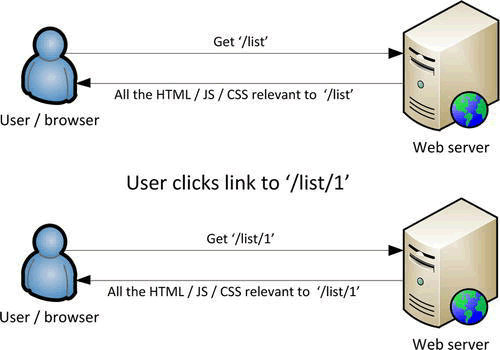 Get ‘/list’
All the HTML / JS / CSS relevant to ‘/list’
User / browser
Web server
User clicks link to ‘/list/1’
Get ‘/list/1’
All the HTML / JS / CSS relevant to ‘/list/1’
User / browser
Web server